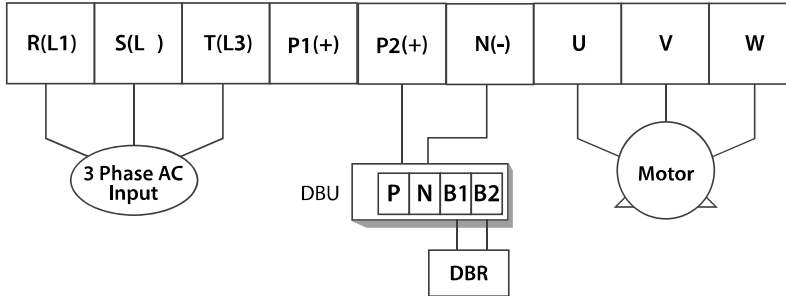 R(L1) S(L ) T(L3) P1(+) P2(+) N(-) U V W
3 Phase AC
Input
DBU P N B1 B2
Motor
DBR